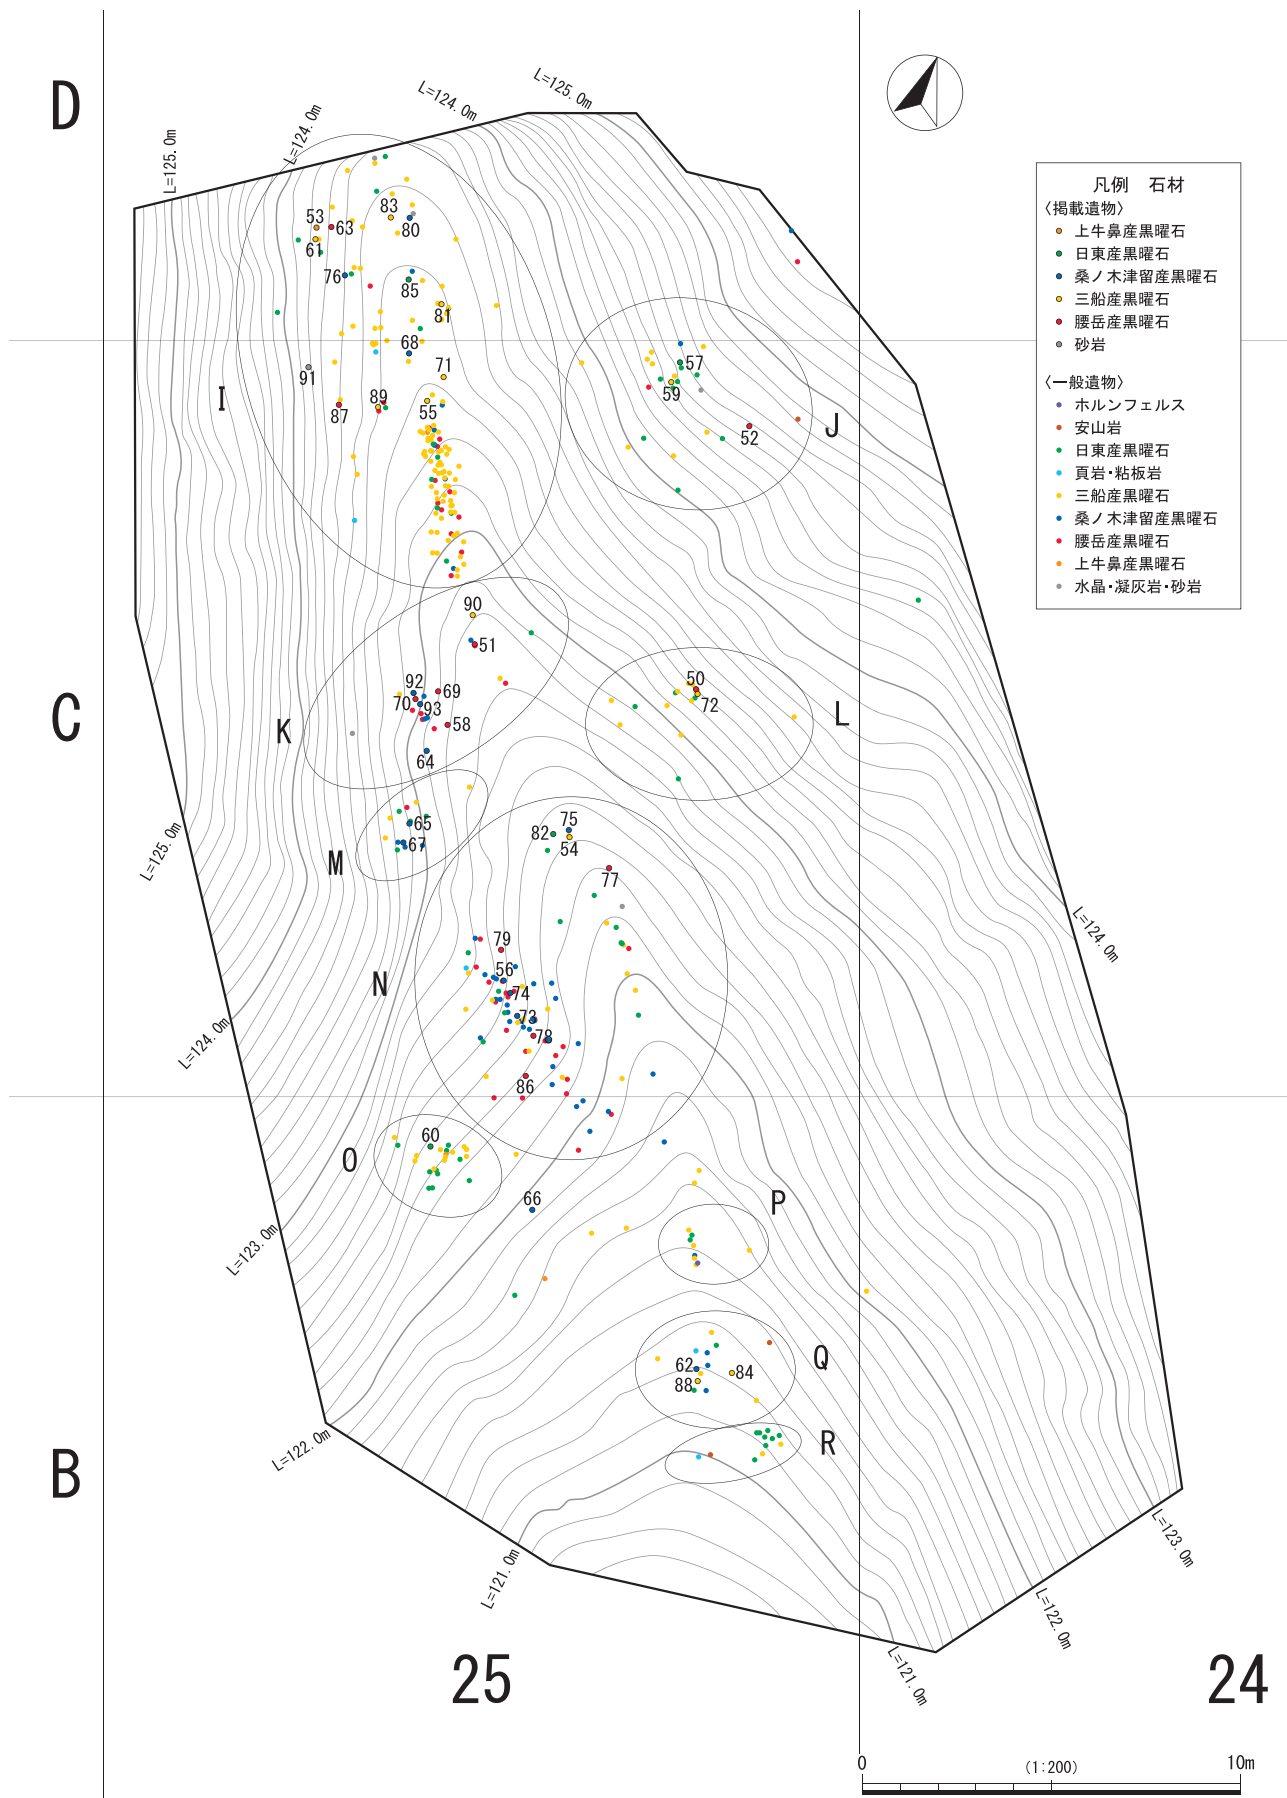 D
L=125.0m
L=124.0m
L=124.0m
L=125.0m
凡例　石材
〈掲載遺物〉
上牛鼻産黒曜石
日東産黒曜石
桑ノ木津留産黒曜石
三船産黒曜石
腰岳産黒曜石
砂岩
〈一般遺物〉
ホルンフェルス
安山岩
日東産黒曜石
頁岩・粘板岩
三船産黒曜石
桑ノ木津留産黒曜石
腰岳産黒曜石
上牛鼻産黒曜石
水晶・凝灰岩・砂岩
53
63
83
80
61
76
85
81
68
71
91
I
87
89
55
57
59
52
J
90
51
92
69
70
93
58
K
64
C
50
72
L
65
67
M
L=125.0m
75
82
54
77
L=124.0m
79
56
N
74
73
78
L=124.0m
86
60
O
66
P
L=123.0m
62
84
88
Q
R
L=122.0m
B
L=121.0m
L=123.0m
L=122.0m
L=121.0m
25
24
0
(1:200)
10m